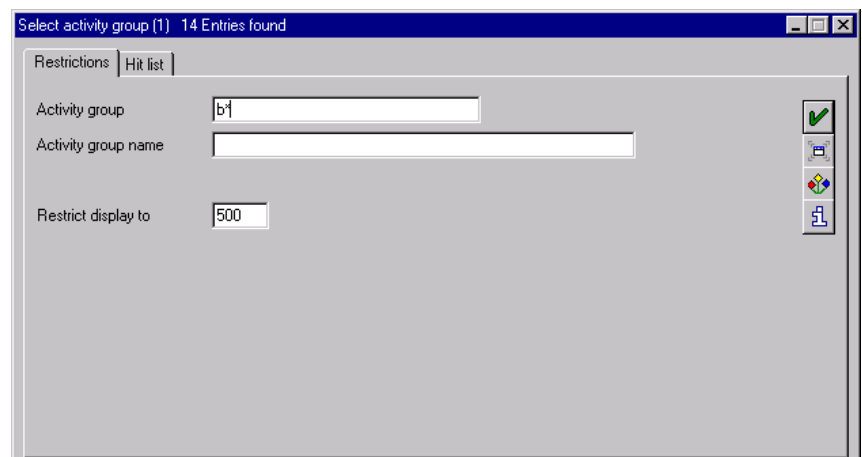 Select activity group (1) 14 Entries found
Restrictions Hit list
Activity group b*
Activity group name
Restrict display to 500